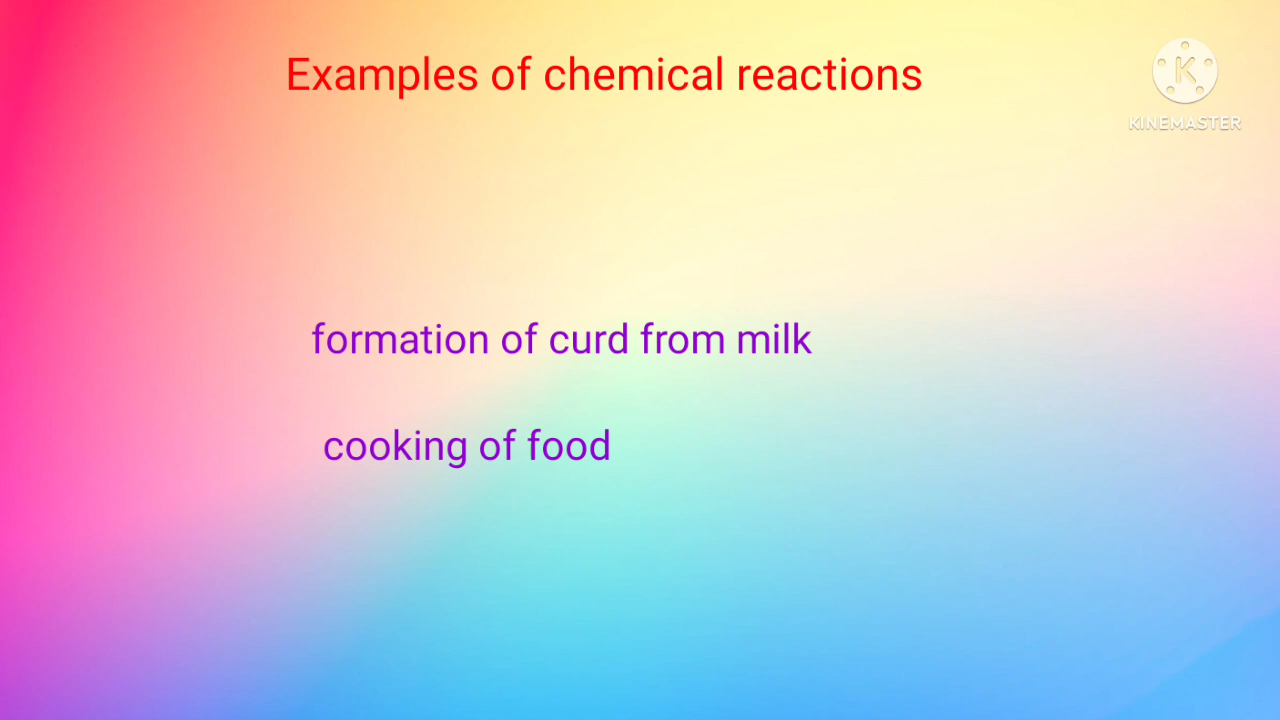 Examples of chemical reactions
KINEMASTER
formation of curd from milk
cooking of food